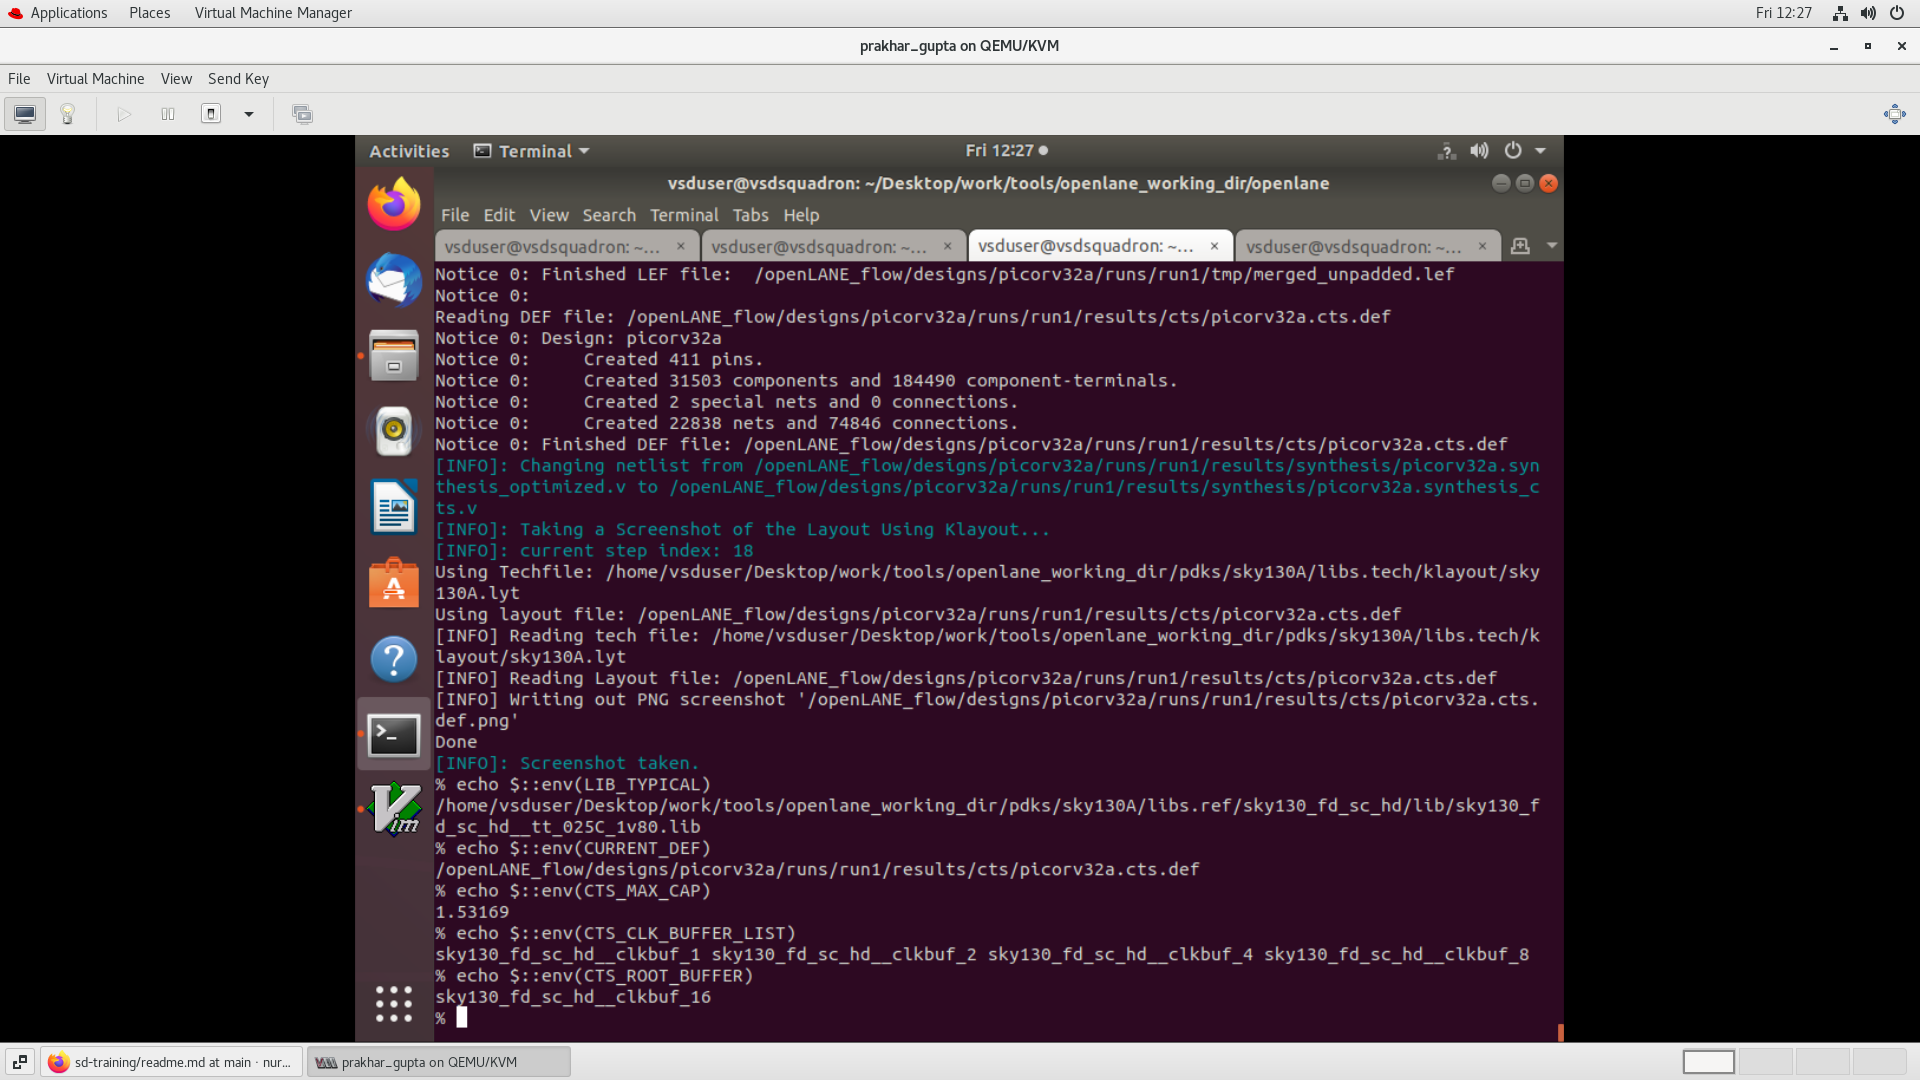 Applications Places Virtual Machine Manager Fri 12:27
prakhar_gupta on QEMU/KVM
File Virtual Machine View Send Key
Activities Terminal Fri 12:27
vsduser@vsdsquadron: ~/Desktop/work/tools/openlane_working_dir/openlane
File Edit View Search Terminal Tabs Help
vsduser@vsdsquadron: ~... × vsduser@vsdsquadron: ~... × vsduser@vsdsquadron: ~... × vsduser@vsdsquadron: ~... ×
Notice 0: Finished LEF file:  /openLANE_flow/designs/picorv32a/runs/run1/tmp/merged_unpadded.lef
Notice 0:
Reading DEF file: /openLANE_flow/designs/picorv32a/runs/run1/results/cts/picorv32a.cts.def
Notice 0: Design: picorv32a
Notice 0:     Created 411 pins.
Notice 0:     Created 31503 components and 184490 component-terminals.
Notice 0:     Created 2 special nets and 0 connections.
Notice 0:     Created 22838 nets and 74846 connections.
Notice 0: Finished DEF file: /openLANE_flow/designs/picorv32a/runs/run1/results/cts/picorv32a.cts.def
[INFO]: Changing netlist from /openLANE_flow/designs/picorv32a/runs/run1/results/synthesis/picorv32a.syn
thesis_optimized.v to /openLANE_flow/designs/picorv32a/runs/run1/results/synthesis/picorv32a.synthesis_c
ts.v
[INFO]: Taking a Screenshot of the Layout Using Klayout...
[INFO]: current step index: 18
Using Techfile: /home/vsduser/Desktop/work/tools/openlane_working_dir/pdks/sky130A/libs.tech/klayout/sky
130A.lyt
Using layout file: /openLANE_flow/designs/picorv32a/runs/run1/results/cts/picorv32a.cts.def
[INFO] Reading tech file: /home/vsduser/Desktop/work/tools/openlane_working_dir/pdks/sky130A/libs.tech/k
layout/sky130A.lyt
[INFO] Reading Layout file: /openLANE_flow/designs/picorv32a/runs/run1/results/cts/picorv32a.cts.def
[INFO] Writing out PNG screenshot '/openLANE_flow/designs/picorv32a/runs/run1/results/cts/picorv32a.cts.
def.png'
Done
[INFO]: Screenshot taken.
% echo $::env(LIB_TYPICAL)
/home/vsduser/Desktop/work/tools/openlane_working_dir/pdks/sky130A/libs.ref/sky130_fd_sc_hd/lib/sky130_f
d_sc_hd__tt_025C_1v80.lib
% echo $::env(CURRENT_DEF)
/openLANE_flow/designs/picorv32a/runs/run1/results/cts/picorv32a.cts.def
% echo $::env(CTS_MAX_CAP)
1.53169
% echo $::env(CTS_CLK_BUFFER_LIST)
sky130_fd_sc_hd__clkbuf_1 sky130_fd_sc_hd__clkbuf_2 sky130_fd_sc_hd__clkbuf_4 sky130_fd_sc_hd__clkbuf_8
% echo $::env(CTS_ROOT_BUFFER)
sky130_fd_sc_hd__clkbuf_16
%
sd-training/readme.md at main · nur... prakhar_gupta on QEMU/KVM